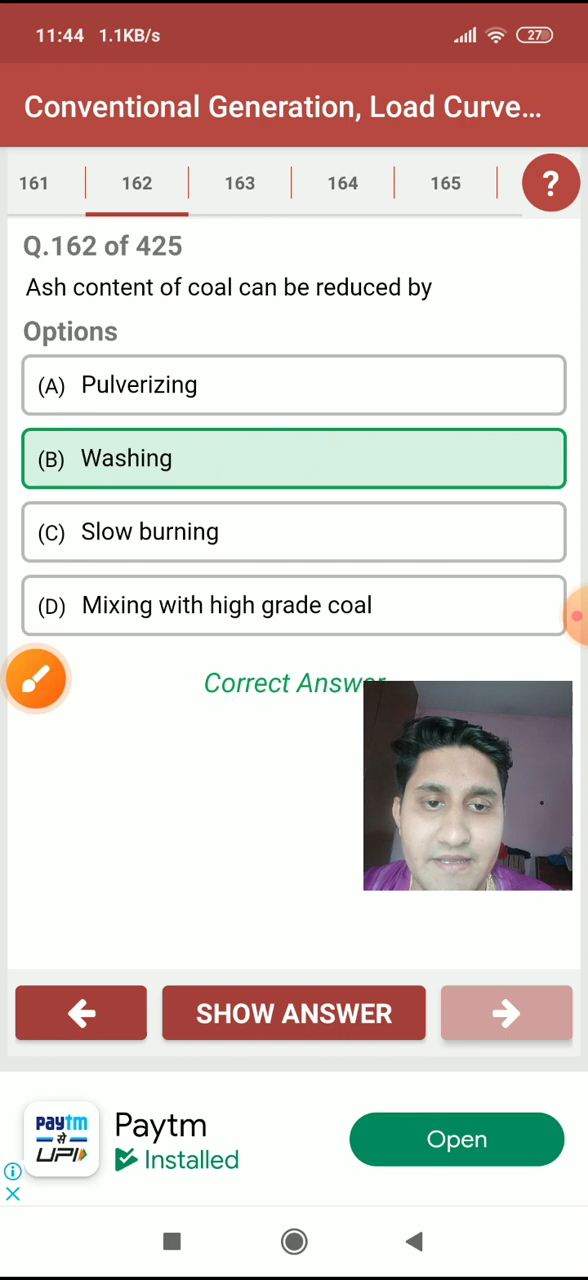 11:44 1.1KB/s 27
Conventional Generation, Load Curve...
161 162 163 164 165 ?
Q.162 of 425
Ash content of coal can be reduced by
Options
(A) Pulverizing
(B) Washing
(C) Slow burning
(D) Mixing with high grade coal
Correct Answer
SHOW ANSWER
paytm
से
UPI
Paytm
Installed
Open